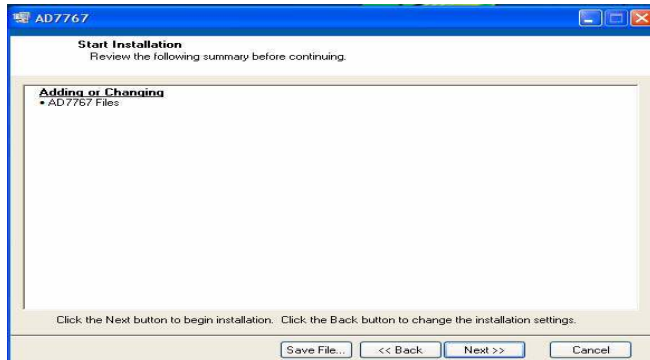 AD7767
Start Installation
Review the following summary before continuing.
Adding or Changing
• AD7767 Files
Click the Next button to begin installation. Click the Back button to change the installation settings.
Save File... << Back Next >> Cancel